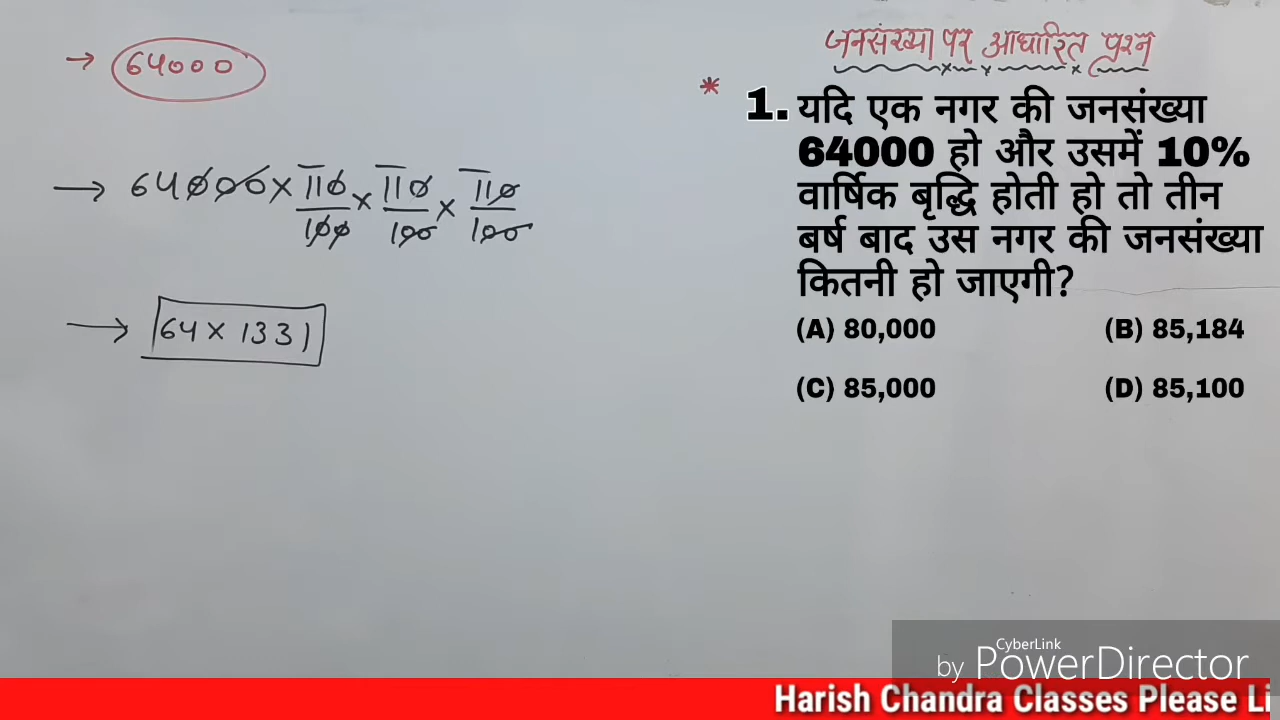 → 64000
→ 64000 × 110/100 × 110/100 × 110/100
→ 64 × 1331
जनसंख्या पर आधारित प्रश्न
* 1. यदि एक नगर की जनसंख्या
64000 हो और उसमें 10%
वार्षिक बृद्धि होती हो तो तीन
बर्ष बाद उस नगर की जनसंख्या
कितनी हो जाएगी?
(A) 80,000 (B) 85,184
(C) 85,000 (D) 85,100
CyberLink
by PowerDirector
Harish Chandra Classes Please Li